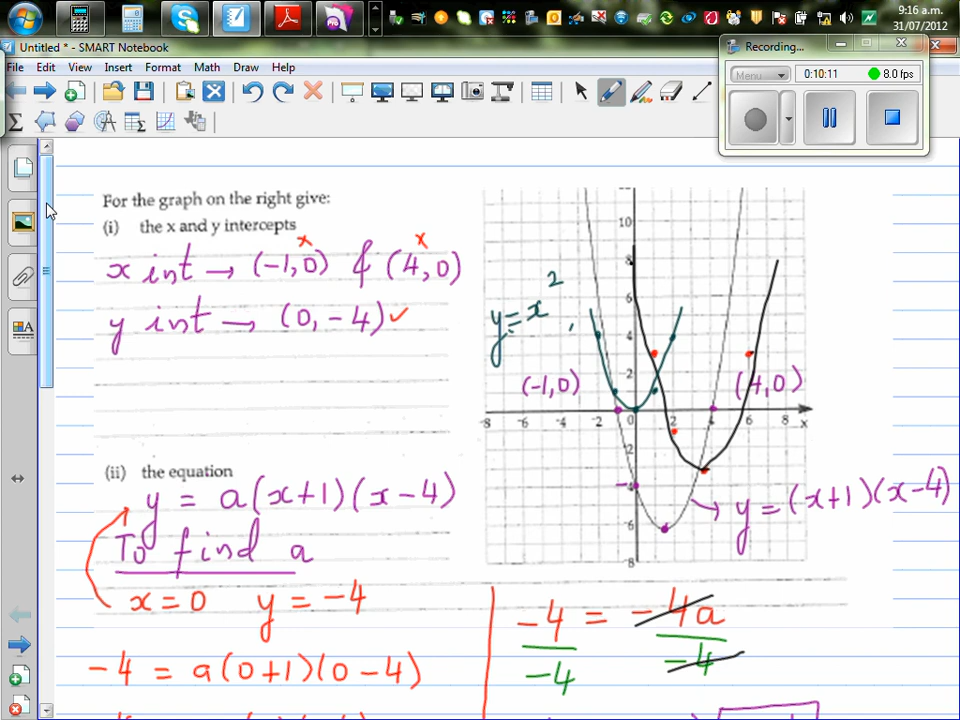 9:16 a.m.
31/07/2012
Untitled * - SMART Notebook
File Edit View Insert Format Math Draw Help
Recording...
Menu
0:10:11
8.0 fps
For the graph on the right give:
(i) the x and y intercepts
x int → (-1,0) & (4,0)
x x
y int → (0,-4) ✓
(ii) the equation
y = a(x+1)(x-4)
To find a
x=0 y=-4
-4 = a(0+1)(0-4)
y=x²
10
8
6
4
2
(-1,0)
(4,0)
-8 -6 -4 -2 0 2 4 6 8 x
-2
-4
-6
8
→ y=(x+1)(x-4)
-4 = -4a
-4 -4